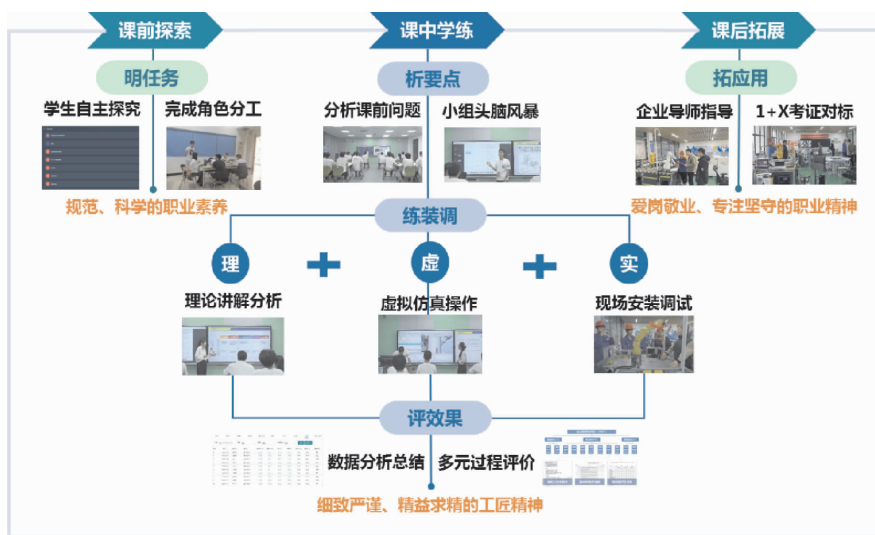 课前探索
课中学练
课后拓展
明任务
析要点
拓应用
学生自主探究 完成角色分工
分析课前问题 小组头脑风暴
企业导师指导 1+X考证对标
规范、科学的职业素养
爱岗敬业、专注坚守的职业精神
练装调
理 + 虚 + 实
理论讲解分析
虚拟仿真操作
现场安装调试
评效果
数据分析总结 多元过程评价
细致严谨、精益求精的工匠精神